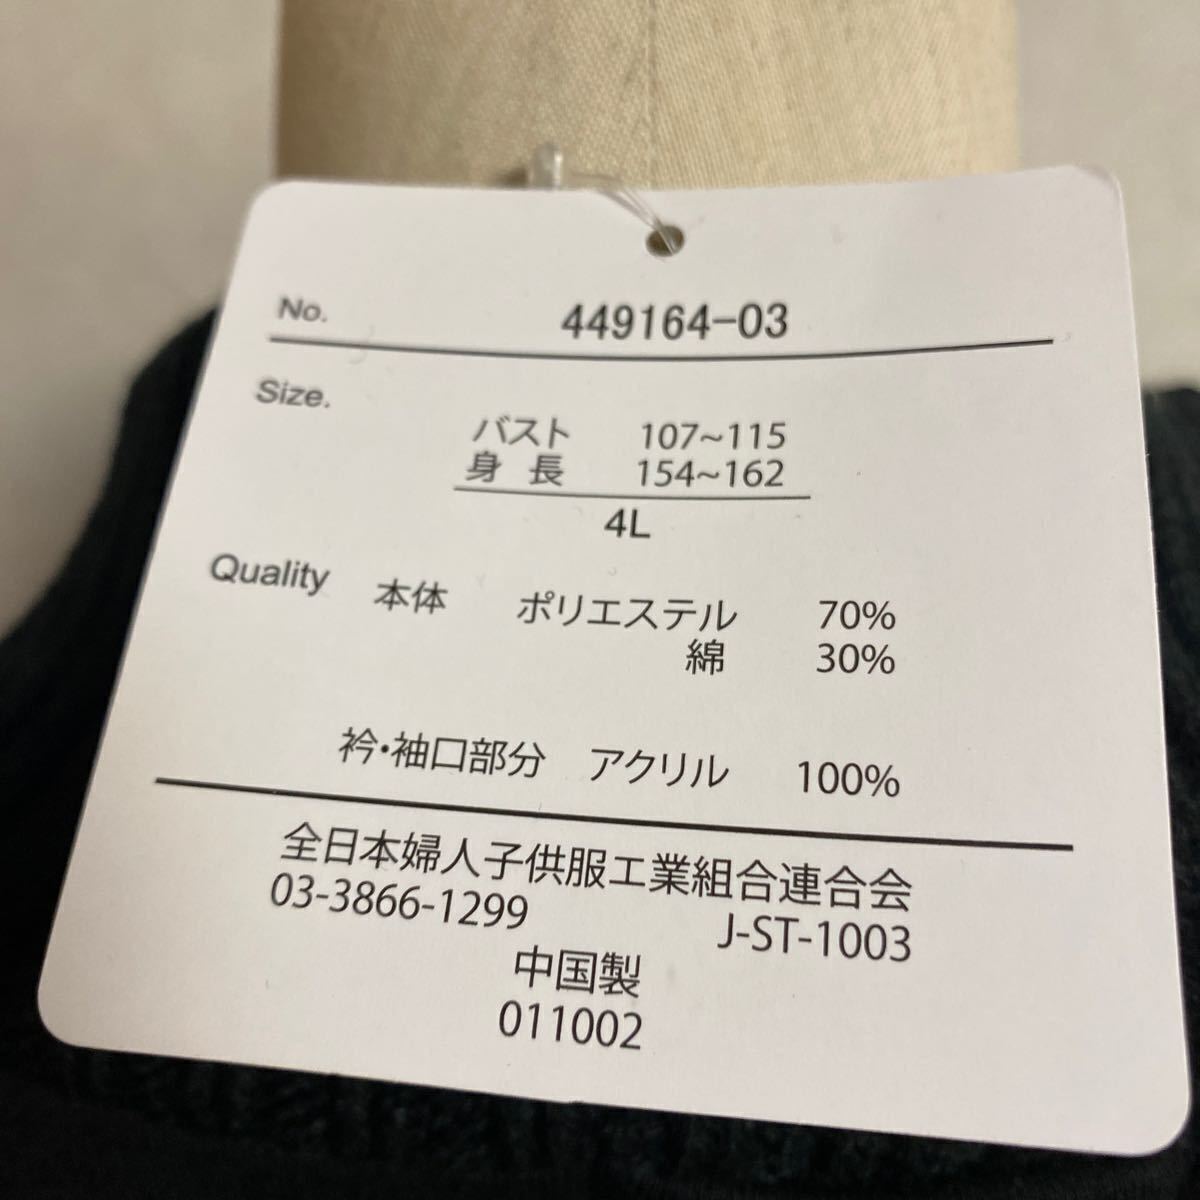 No. 449164-03
Size.
バスト 107~115
身 長 154~162
4L
Quality 本体 ポリエステル 70%
綿 30%
衿・袖口部分 アクリル 100%
全日本婦人子供服工業組合連合会
03-3866-1299 J-ST-1003
中国製
011002